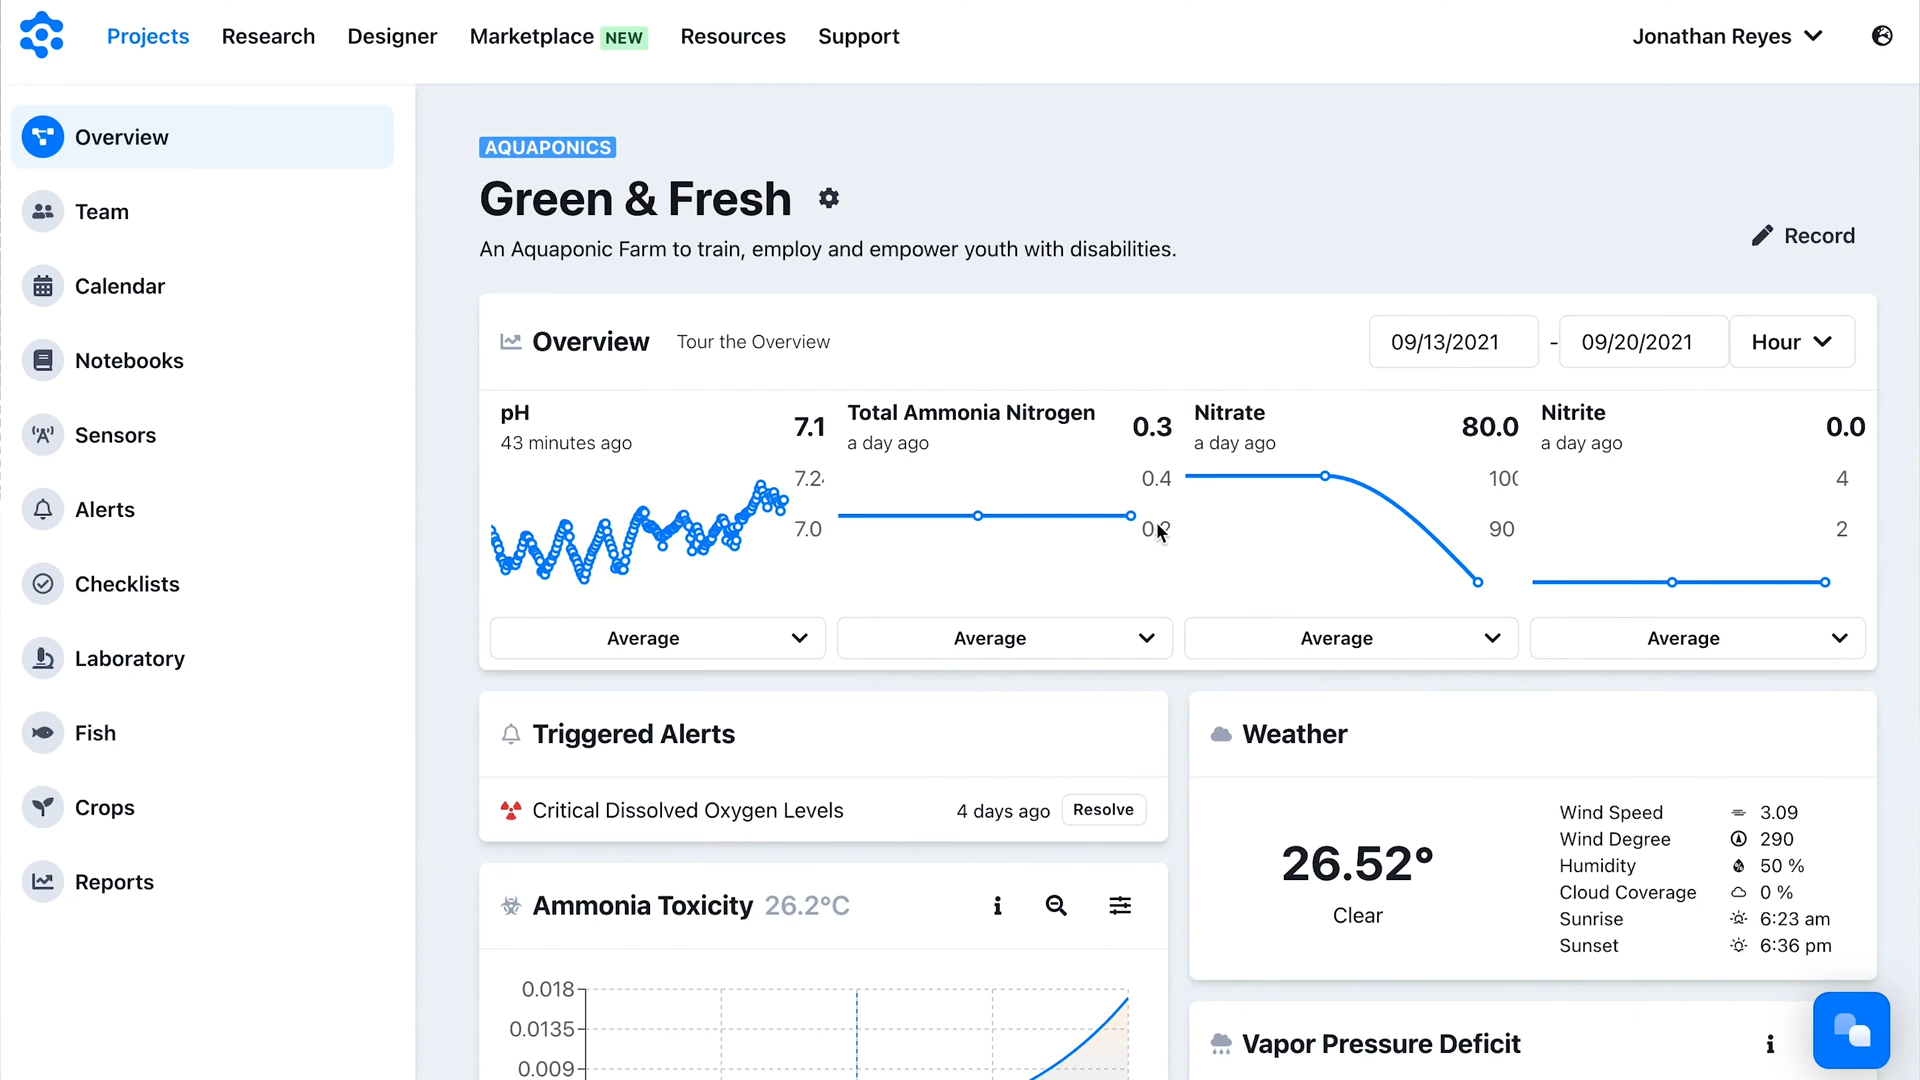 Projects Research Designer Marketplace NEW Resources Support Jonathan Reyes
Overview
Team
Calendar
Notebooks
Sensors
Alerts
Checklists
Laboratory
Fish
Crops
Reports
AQUAPONICS
Green & Fresh
An Aquaponic Farm to train, employ and empower youth with disabilities.
Record
Overview Tour the Overview 09/13/2021 - 09/20/2021 Hour
pH 7.1
43 minutes ago
7.2
7.0
Average
Total Ammonia Nitrogen 0.3
a day ago
0.4
Average
Nitrate 80.0
a day ago
90
Average
Nitrite 0.0
a day ago
4
2
Average
Triggered Alerts
Critical Dissolved Oxygen Levels 4 days ago Resolve
Weather
26.52°
Clear
Wind Speed 3.09
Wind Degree 290
Humidity 50 %
Cloud Coverage 0 %
Sunrise 6:23 am
Sunset 6:36 pm
Ammonia Toxicity 26.2°C
0.018
0.0135
0.009
Vapor Pressure Deficit